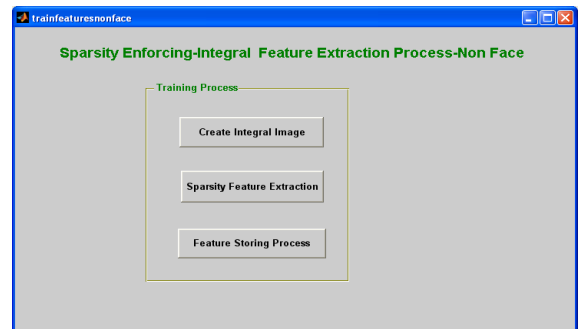 trainfeaturesnonface
Sparsity Enforcing-Integral Feature Extraction Process-Non Face
Training Process
Create Integral Image
Sparsity Feature Extraction
Feature Storing Process